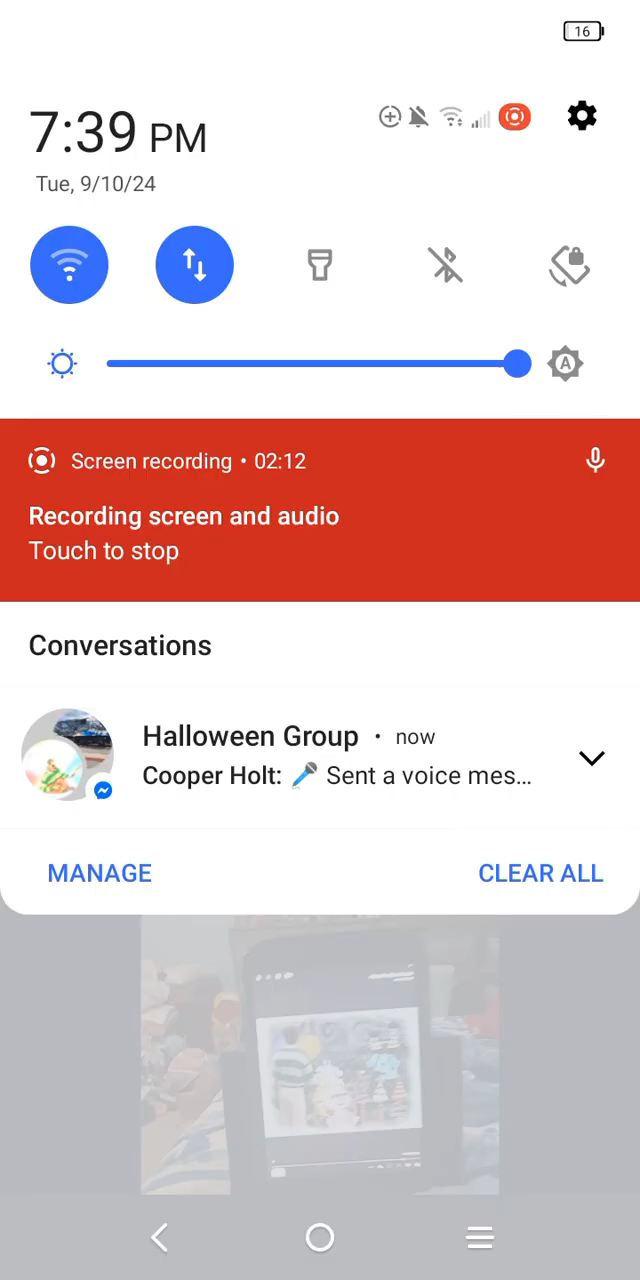 16
7:39 PM
Tue, 9/10/24
A
Screen recording • 02:12
Recording screen and audio
Touch to stop
Conversations
Halloween Group • now
Cooper Holt: 🎤 Sent a voice mes...
MANAGE
CLEAR ALL